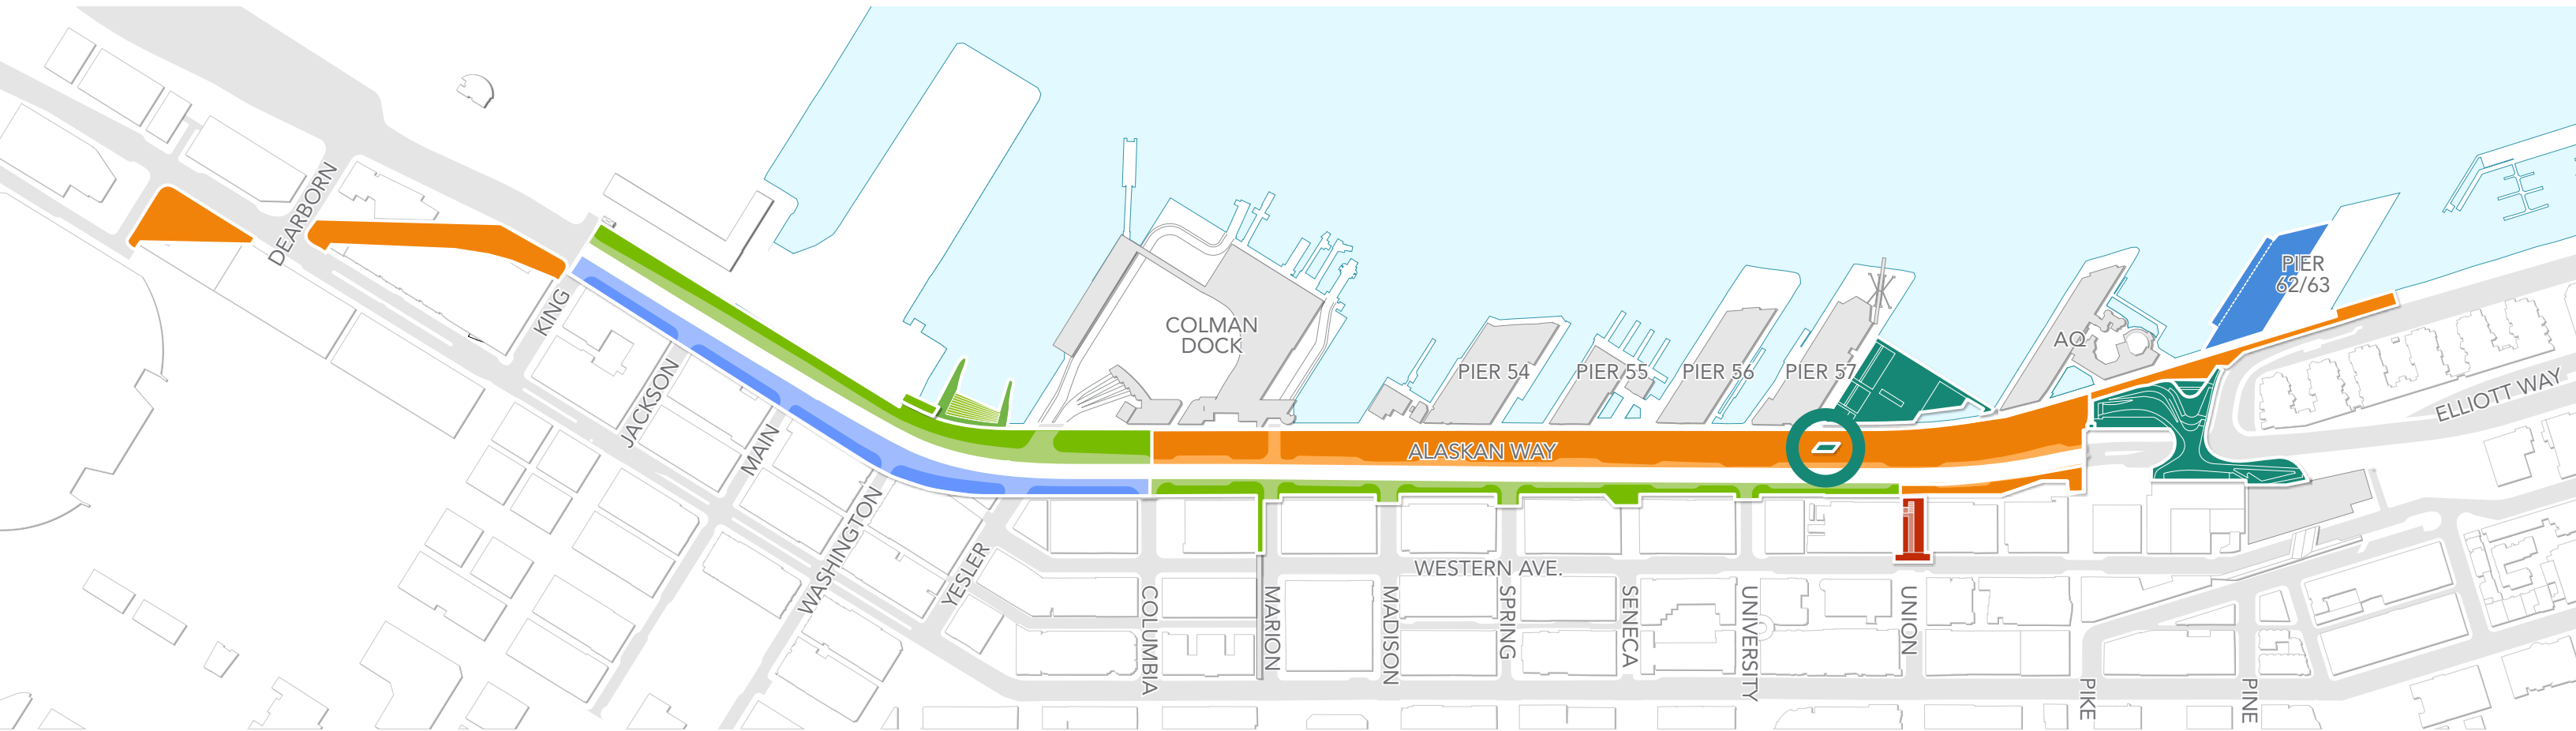 DEARBORN
KING
JACKSON
MAIN
WASHINGTON
YESLER
COLMAN
DOCK
PIER 54
PIER 55
PIER 56
PIER 57
AQ
PIER
62/63
ELLIOTT WAY
ALASKAN WAY
WESTERN AVE.
COLUMBIA
MARION
MADISON
SPRING
SENECA
UNIVERSITY
UNION
PIKE
PINE